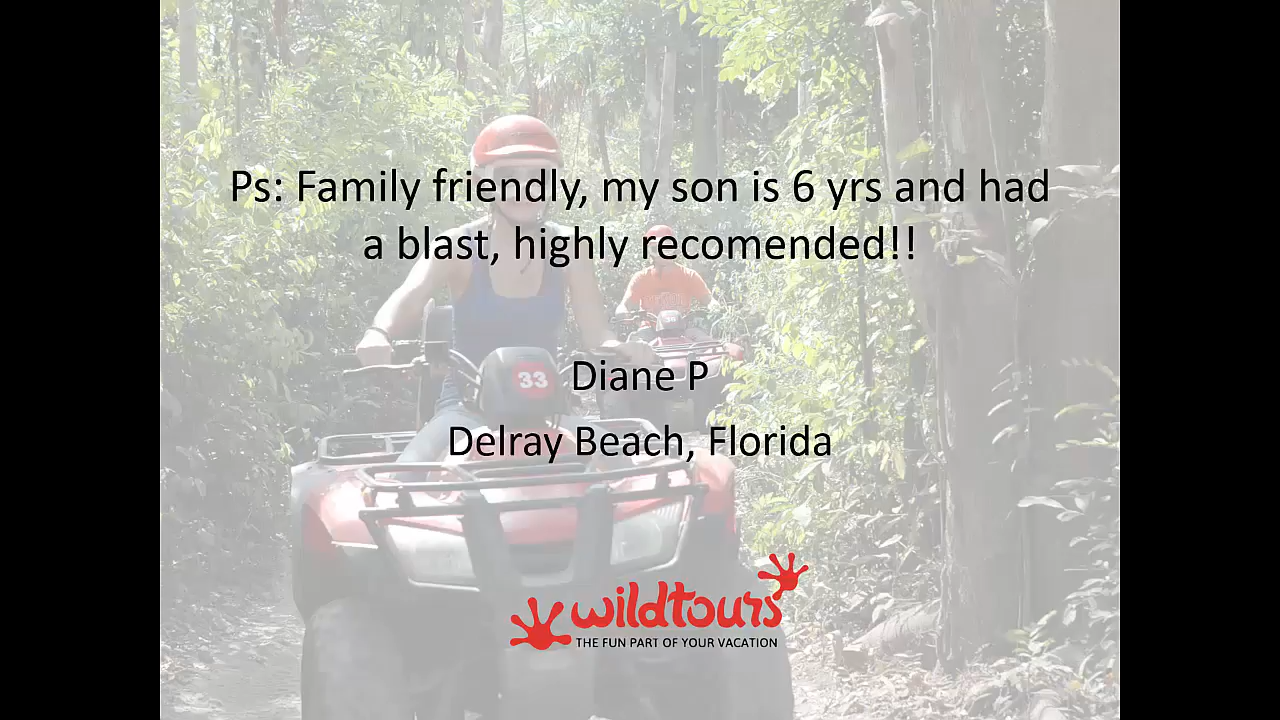 Ps: Family friendly, my son is 6 yrs and had
a blast, highly recomended!!
33
Diane P
Delray Beach, Florida
wildtours
THE FUN PART OF YOUR VACATION